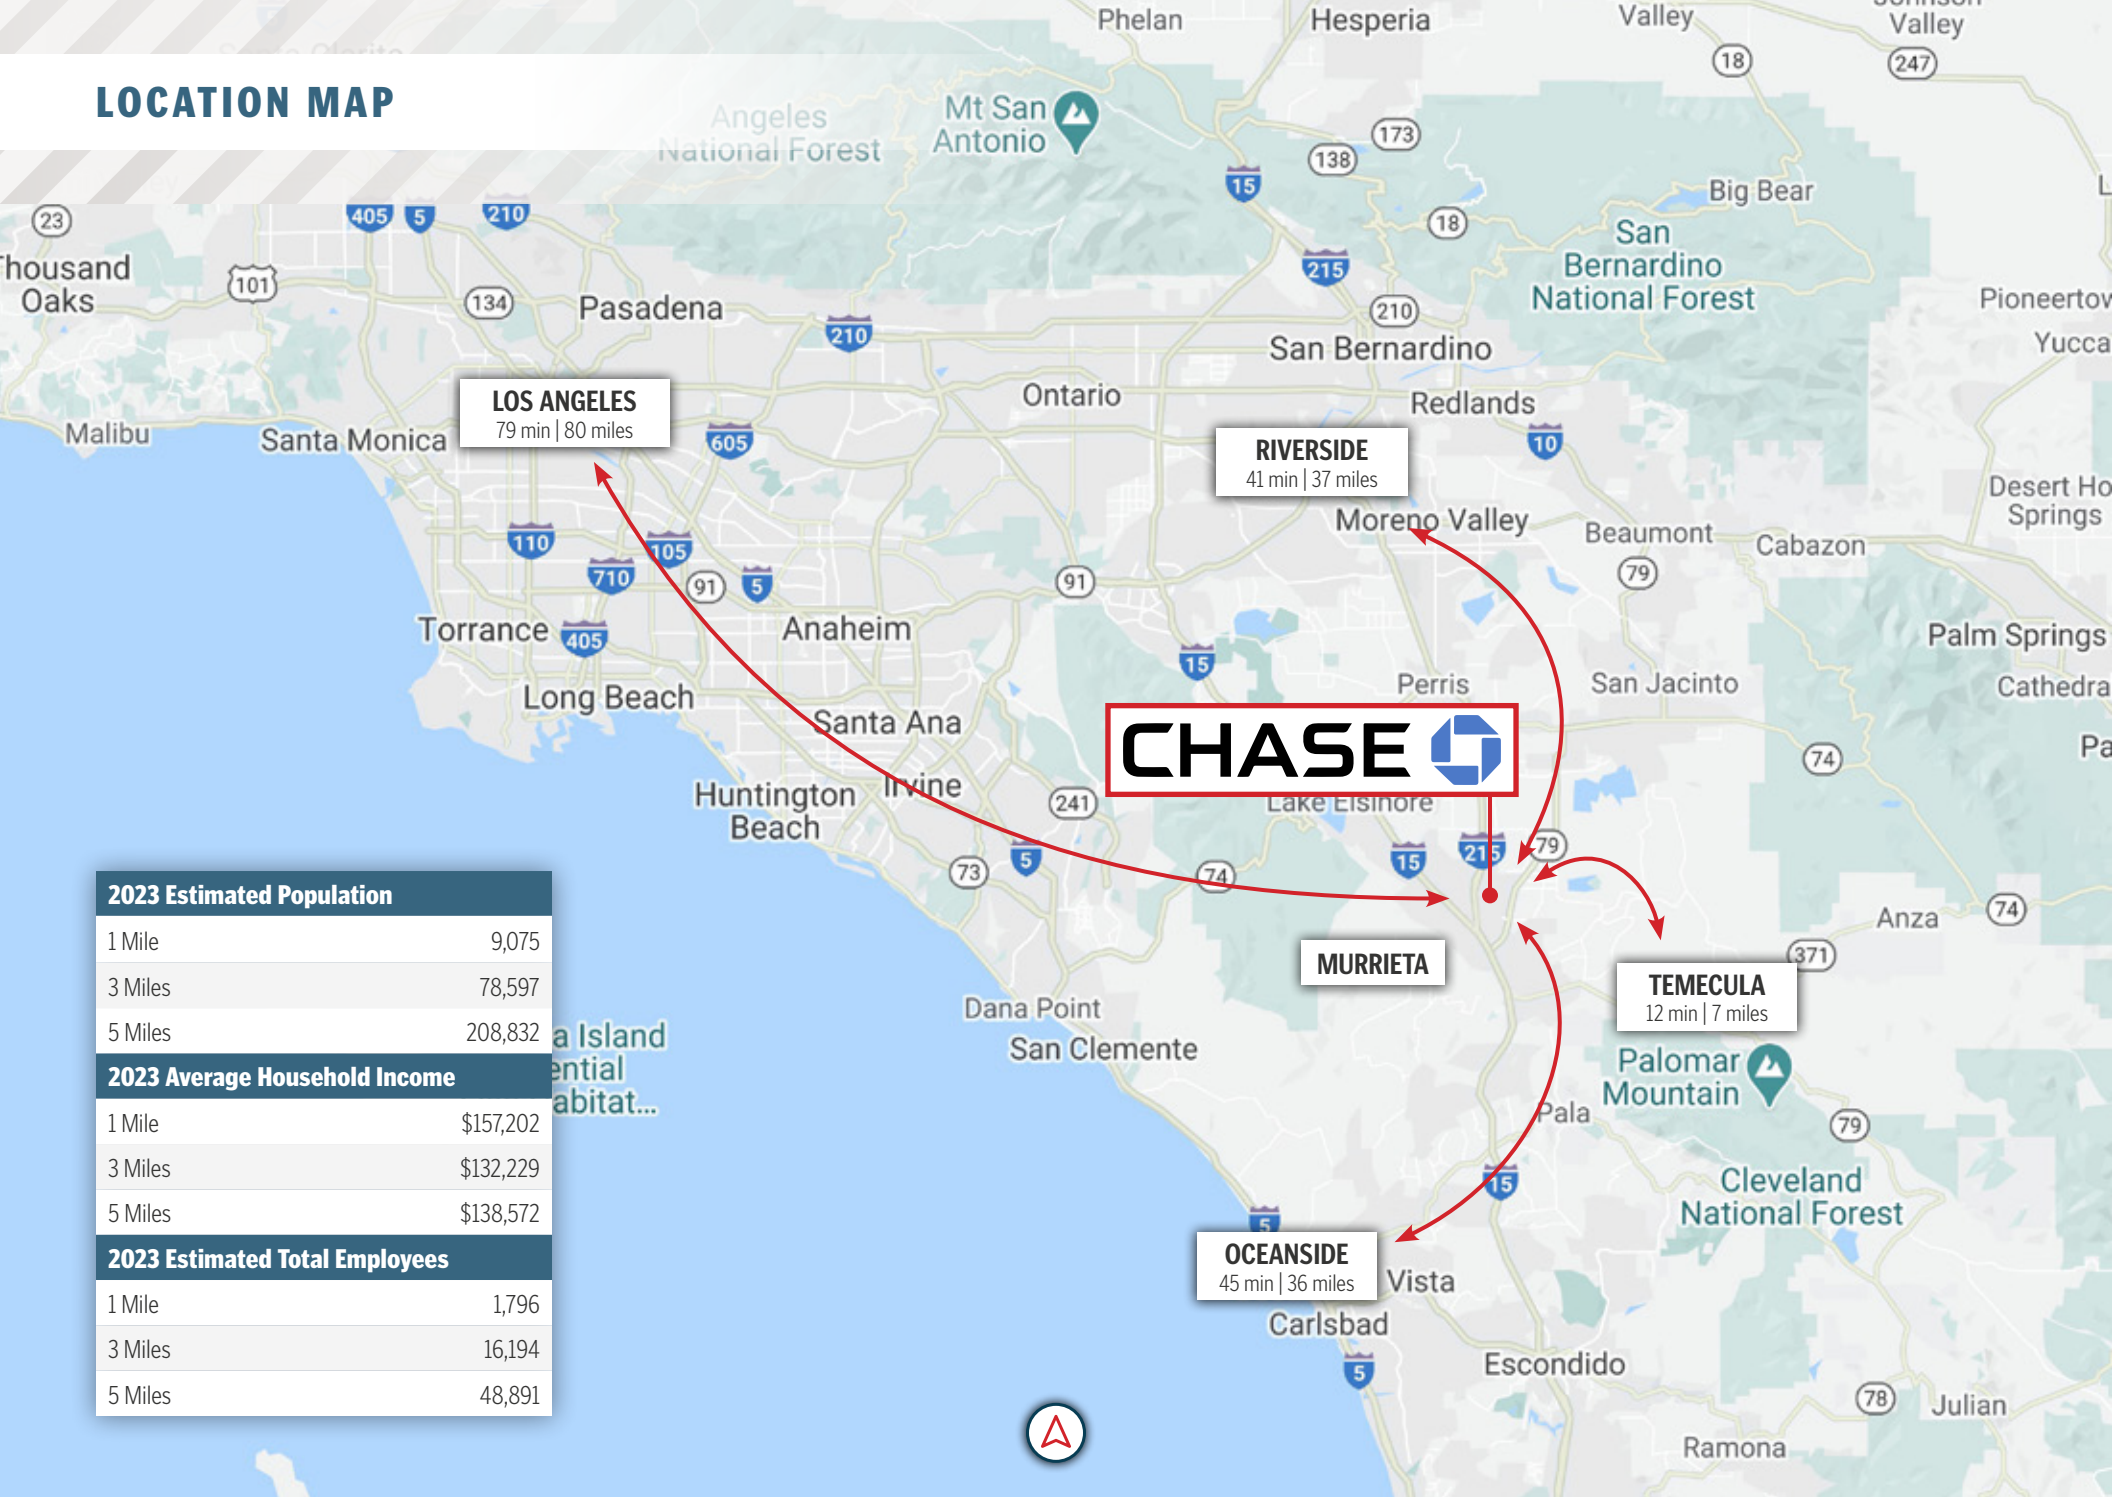 Phelan
Hesperia
Valley
Valley
18
247
LOCATION MAP
Angeles
National Forest
Mt San
Antonio
173
138
15
18
Big Bear
San
Bernardino
National Forest
23
405
5
210
215
Thousand
Oaks
101
134
Pasadena
210
210
San Bernardino
LOS ANGELES
79 min | 80 miles
Ontario
Redlands
Malibu
Santa Monica
605
RIVERSIDE
41 min | 37 miles
10
Moreno Valley
Beaumont
Cabazon
Desert Ho
Springs
110
105
710
91
5
91
79
Torrance
405
Anaheim
15
Palm Springs
Long Beach
Perris
San Jacinto
Cathedra
Santa Ana
CHASE
74
Pa
Huntington
Beach
Irvine
241
Lake Elsinore
73
5
74
15
215
79
Anza
74
371
MURRIETA
TEMECULA
12 min | 7 miles
2023 Estimated Population
1 Mile 9,075
3 Miles 78,597
5 Miles 208,832
2023 Average Household Income
1 Mile $157,202
3 Miles $132,229
5 Miles $138,572
2023 Estimated Total Employees
1 Mile 1,796
3 Miles 16,194
5 Miles 48,891
a Island
ential
abitat...
Dana Point
San Clemente
Palomar
Mountain
Pala
79
Cleveland
National Forest
15
5
OCEANSIDE
45 min | 36 miles
Vista
Carlsbad
5
Escondido
78
Julian
Ramona
Pioneertow
Yucca